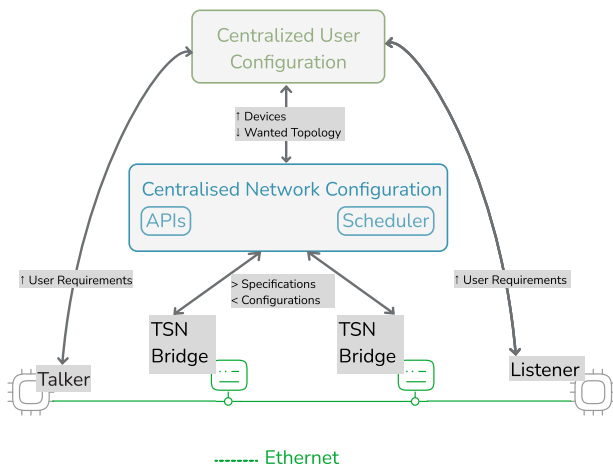 Centralized User
Configuration
↑ Devices
↓ Wanted Topology
Centralised Network Configuration
APIs
Scheduler
↑ User Requirements
> Specifications
< Configurations
↑ User Requirements
TSN
Bridge
TSN
Bridge
Talker
Listener
Ethernet